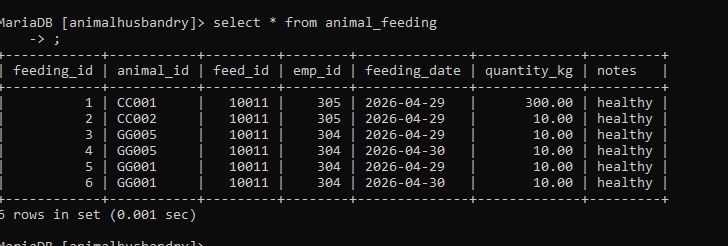 MariaDB [animalhusbandry]> select * from animal_feeding
    -> ;
+------------+-----------+---------+--------+--------------+-------------+---------+
| feeding_id | animal_id | feed_id | emp_id | feeding_date | quantity_kg | notes   |
+------------+-----------+---------+--------+--------------+-------------+---------+
|          1 | CC001     |   10011 |    305 | 2026-04-29   |      300.00 | healthy |
|          2 | CC002     |   10011 |    305 | 2026-04-29   |       10.00 | healthy |
|          3 | GG005     |   10011 |    304 | 2026-04-29   |       10.00 | healthy |
|          4 | GG005     |   10011 |    304 | 2026-04-30   |       10.00 | healthy |
|          5 | GG001     |   10011 |    304 | 2026-04-29   |       10.00 | healthy |
|          6 | GG001     |   10011 |    304 | 2026-04-30   |       10.00 | healthy |
+------------+-----------+---------+--------+--------------+-------------+---------+
6 rows in set (0.001 sec)
MariaDB [animalhusbandry]>